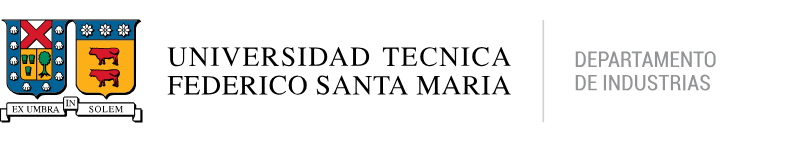 UNIVERSIDAD TECNICA
FEDERICO SANTA MARIA
DEPARTAMENTO
DE INDUSTRIAS
EX UMBRA IN SOLEM